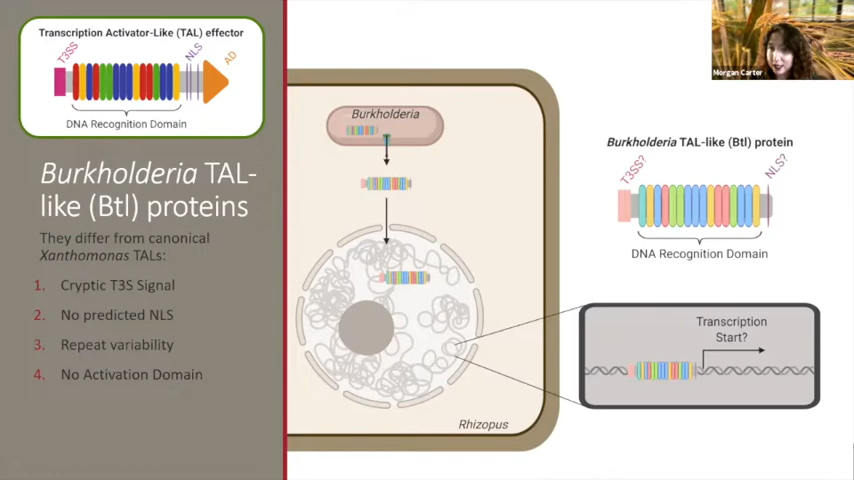 Transcription Activator-Like (TAL) effector
T3SS
NLS
AD
DNA Recognition Domain
Burkholderia TAL-
like (Btl) proteins
They differ from canonical
Xanthomonas TALs:
1. Cryptic T3S Signal
2. No predicted NLS
3. Repeat variability
4. No Activation Domain
Burkholderia
Rhizopus
Morgan Carter
Burkholderia TAL-like (Btl) protein
T3SS?
NLS?
DNA Recognition Domain
Transcription
Start?